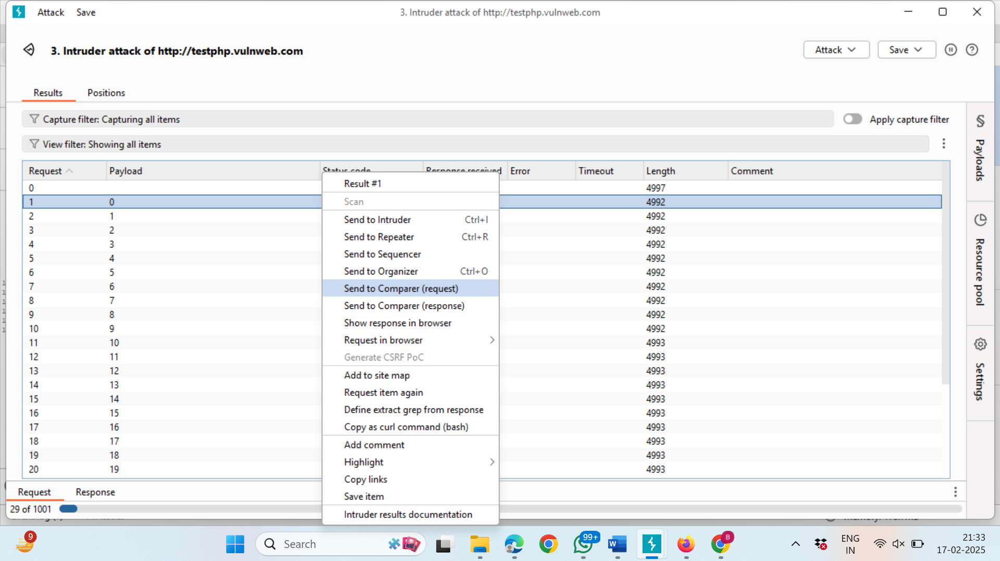 Attack Save 3. Intruder attack of http://testphp.vulnweb.com
3. Intruder attack of http://testphp.vulnweb.com Attack Save
Results Positions
Capture filter: Capturing all items Apply capture filter
View filter: Showing all items
Request Payload Status code Response received Error Timeout Length Comment
0 4997
1 0 4992
2 1 4992
3 2 4992
4 3 4992
5 4 4992
6 5 4992
7 6 4992
8 7 4992
9 8 4992
10 9 4992
11 10 4993
12 11 4993
13 12 4993
14 13 4993
15 14 4993
16 15 4993
17 16 4993
18 17 4993
19 18 4993
20 19 4993
Result #1
Scan
Send to Intruder Ctrl+I
Send to Repeater Ctrl+R
Send to Sequencer
Send to Organizer Ctrl+O
Send to Comparer (request)
Send to Comparer (response)
Show response in browser
Request in browser
Generate CSRF PoC
Add to site map
Request item again
Define extract grep from response
Copy as curl command (bash)
Add comment
Highlight
Copy links
Save item
Intruder results documentation
Payloads
Resource pool
Settings
Request Response
29 of 1001
9
Search
99+
W
B
ENG
IN
21:33
17-02-2025